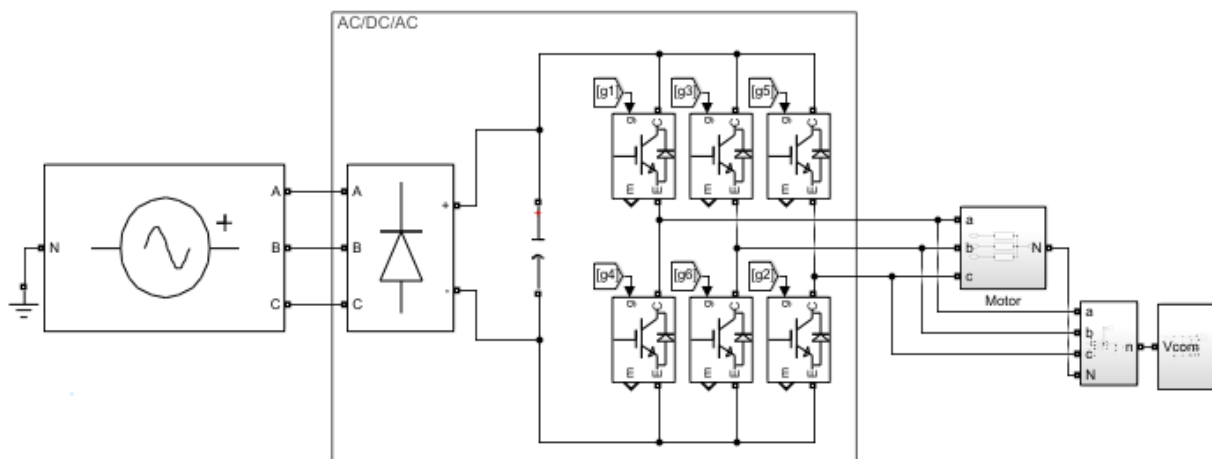 AC/DC/AC
[g1] [g3] [g5]
g C g C g C
m E m E m E
N A B C
A B C + -
[g4] [g6] [g2]
g C g C g C
m E m E m E
a b c N
Motor
a b c N n
Vcom